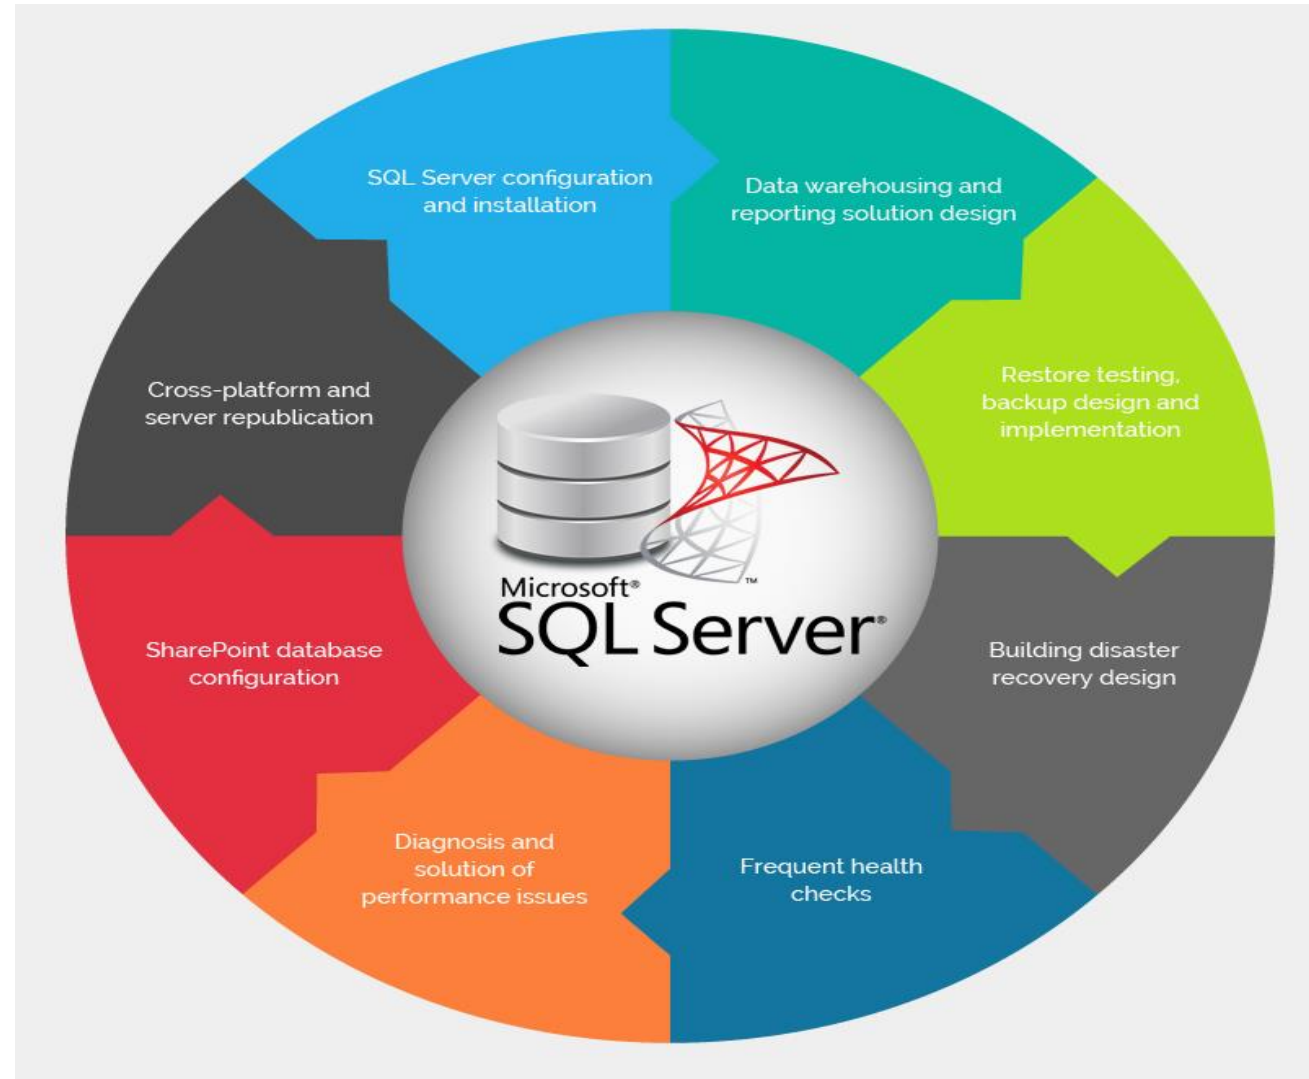 SQL Server configuration
and installation
Data warehousing and
reporting solution design
Restore testing,
backup design and
implementation
Building disaster
recovery design
Frequent health
checks
Diagnosis and
solution of
performance issues
SharePoint database
configuration
Cross-platform and
server republication
™
Microsoft®
SQL Server®